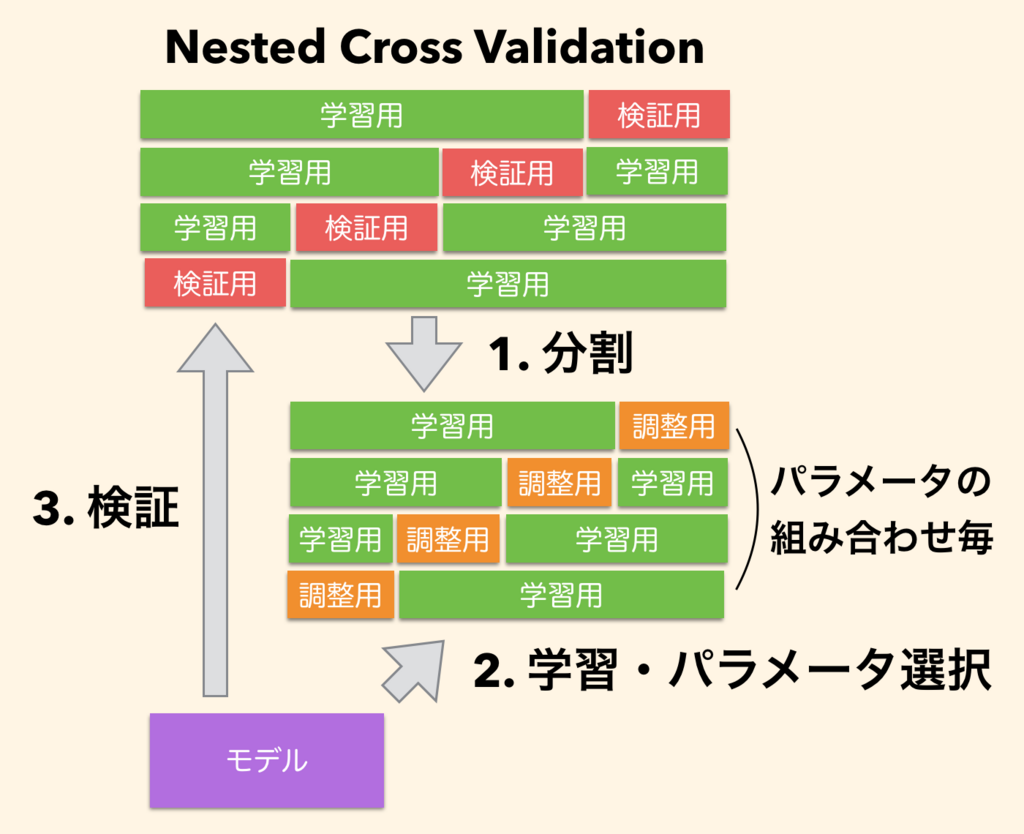 Nested Cross Validation
学習用 検証用
学習用 検証用 学習用
学習用 検証用 学習用
検証用 学習用
1. 分割
学習用 調整用
学習用 調整用 学習用
学習用 調整用 学習用
調整用 学習用
パラメータの
組み合わせ毎
3. 検証
2. 学習・パラメータ選択
モデル